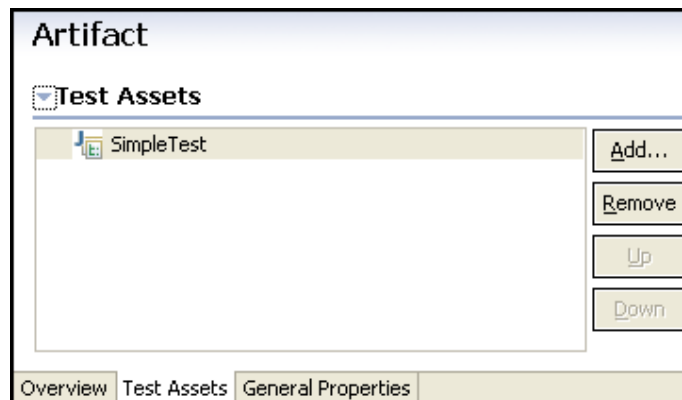 Artifact
Test Assets
SimpleTest
Add...
Remove
Up
Down
Overview Test Assets General Properties